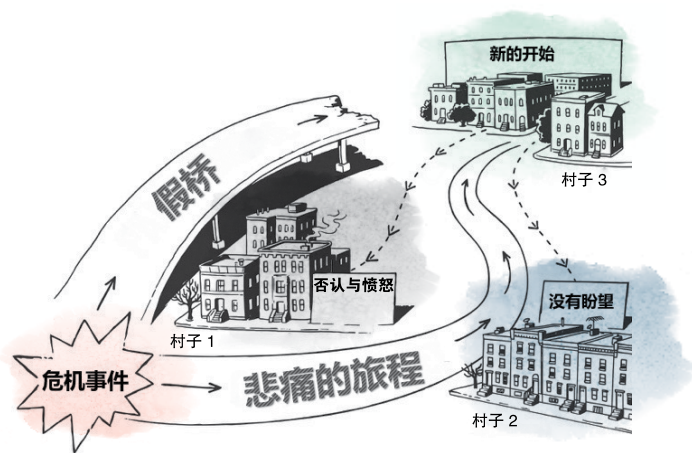 新的开始
村子 3
假桥
否认与愤怒
村子 1
没有盼望
村子 2
危机事件
悲痛的旅程